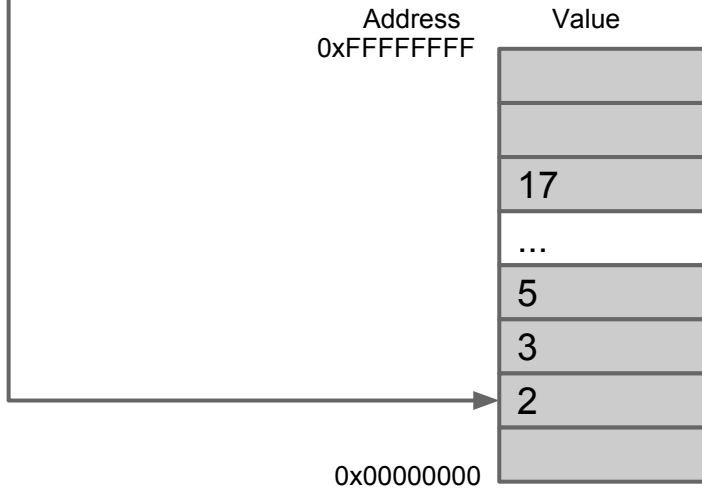 Address Value
0xFFFFFFFF
17
...
5
3
2
0x00000000